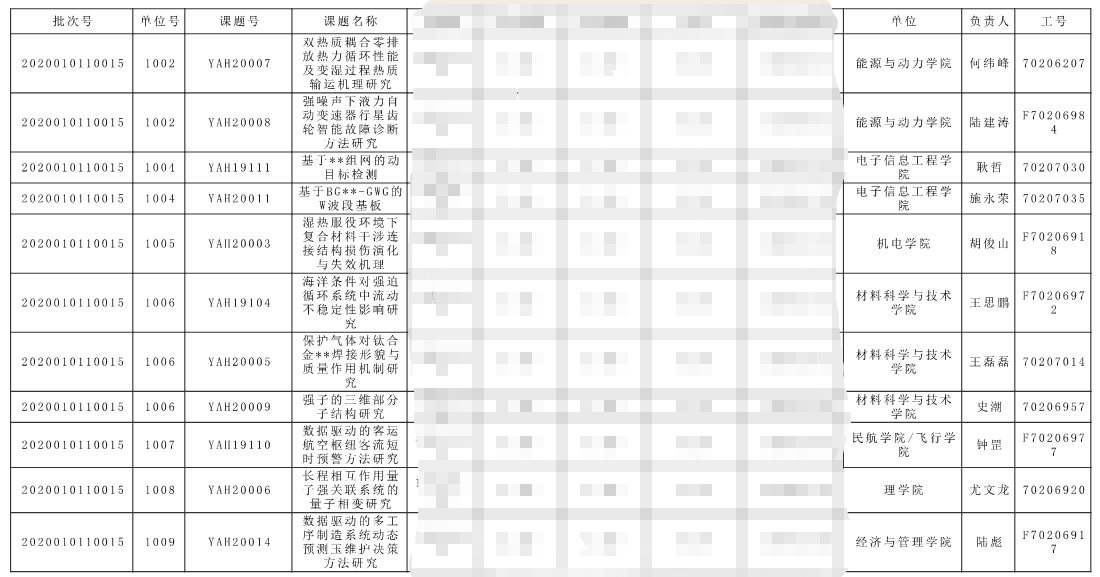 批次号 单位号 课题号 课题名称 单位 负责人 工号
2020010110015 1002 YAH20007 双热质耦合零排放热力循环性能及变湿过程热质输运机理研究 能源与动力学院 何纬峰 70206207
2020010110015 1002 YAH20008 强噪声下液力自动变速器行星齿轮智能故障诊断方法研究 能源与动力学院 陆建涛 F70206984
2020010110015 1004 YAH19111 基于**组网的动目标检测 电子信息工程学院 耿哲 70207030
2020010110015 1004 YAH20011 基于BG**-GWG的W波段基板 电子信息工程学院 施永荣 70207035
2020010110015 1005 YAH20003 湿热服役环境下复合材料干涉连接结构损伤演化与失效机理 机电学院 胡俊山 F70206918
2020010110015 1006 YAH19104 海洋条件对强迫循环系统中流动不稳定性影响研究 材料科学与技术学院 王思鹏 F70206972
2020010110015 1006 YAH20005 保护气体对钛合金**焊接形貌与质量作用机制研究 材料科学与技术学院 王磊磊 70207014
2020010110015 1006 YAH20009 强子的三维部分子结构研究 材料科学与技术学院 史潮 70206957
2020010110015 1007 YAH19110 数据驱动的客运航空枢纽客流短时预警方法研究 民航学院/飞行学院 钟罡 F70206977
2020010110015 1008 YAH20006 长程相互作用量子强关联系统的量子相变研究 理学院 尤文龙 70206920
2020010110015 1009 YAH20014 数据驱动的多工序制造系统动态预测玉维护决策方法研究 经济与管理学院 陆彪 F70206917